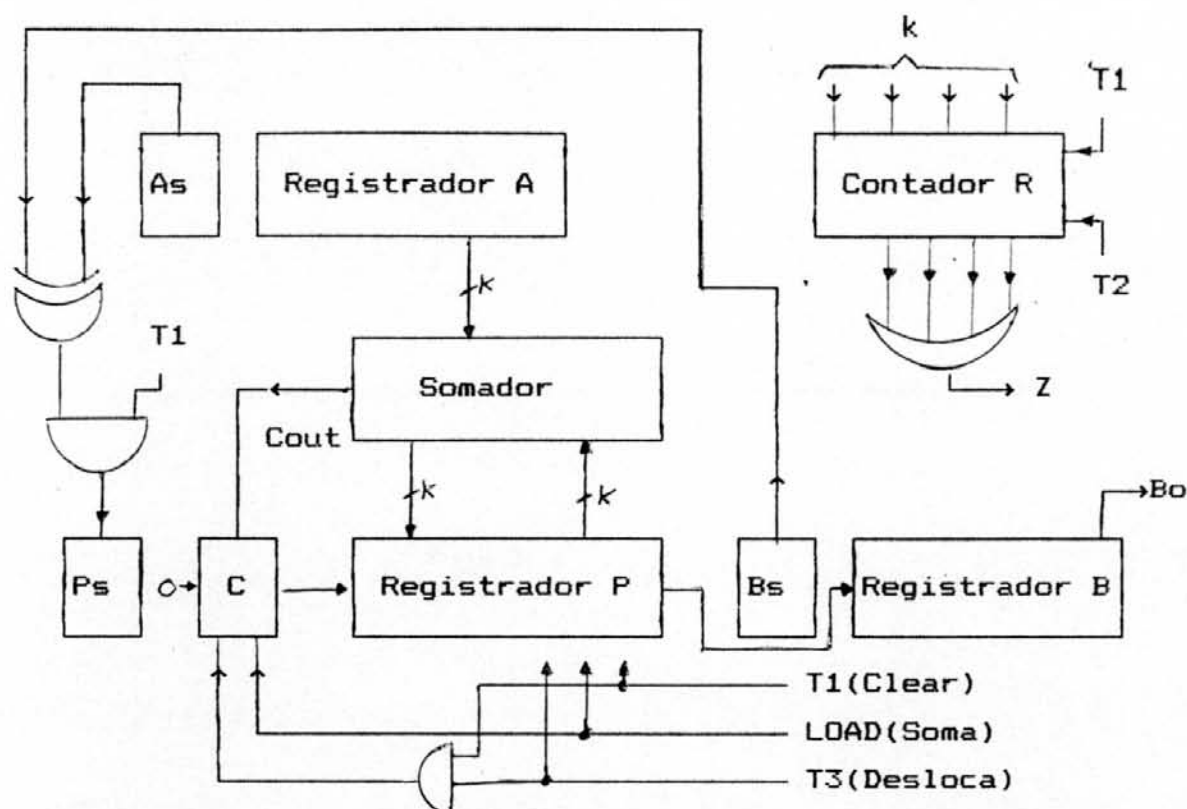 k
T1
As
Registrador A
Contador R
k
T2
T1
Somador
Z
Cout
k
k
Bo
Ps
0
C
Registrador P
Bs
Registrador B
T1(Clear)
LOAD(Soma)
T3(Desloca)